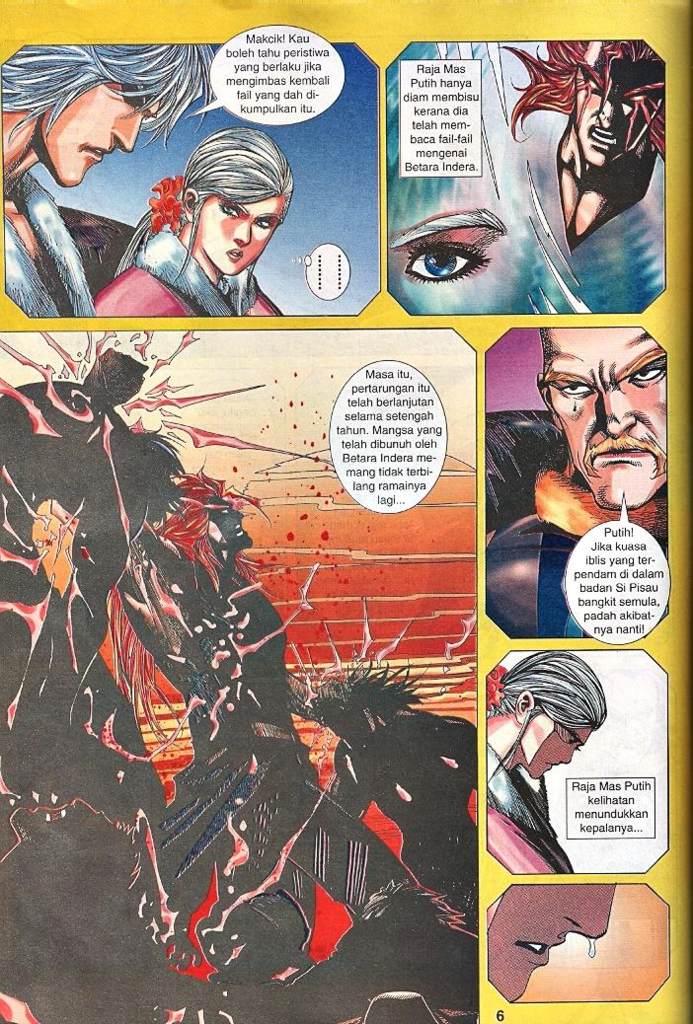 Makcik! Kau
boleh tahu peristiwa
yang berlaku jika
mengimbas kembali
fail yang dah di-
kumpulkan itu.
Raja Mas
Putih hanya
diam membisu
kerana dia
telah mem-
baca fail-fail
mengenai
Betara Indera.
Masa itu,
pertarungan itu
telah berlanjutan
selama setengah
tahun. Mangsa yang
telah dibunuh oleh
Betara Indera me-
mang tidak terbi-
lang ramainya
lagi...
Putih!
Jika kuasa
iblis yang ter-
pendam di dalam
badan Si Pisau
bangkit semula,
padah akibat-
nya nanti!
Raja Mas Putih
kelihatan
menundukkan
kepalanya...
6